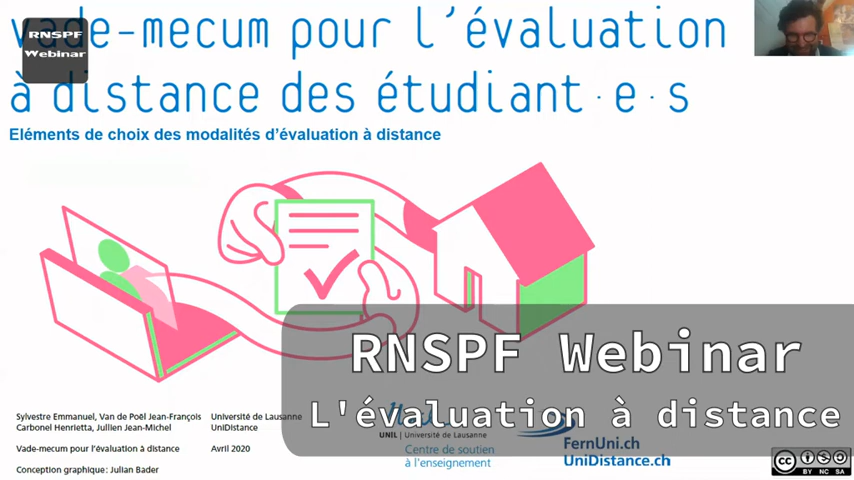 vade-mecum pour l'évaluation
RNSPF
Webinar
à distance des étudiant·e·s
Eléments de choix des modalités d'évaluation à distance
RNSPF Webinar
L'évaluation à distance
Sylvestre Emmanuel, Van de Poël Jean-François
Université de Lausanne
Carbonel Henrietta, Jullien Jean-Michel
UniDistance
Vade-mecum pour l'évaluation à distance
Avril 2020
Conception graphique: Julian Bader
UNIL | Université de Lausanne
Centre de soutien
à l'enseignement
FernUni.ch
UniDistance.ch
cc
BY NC SA